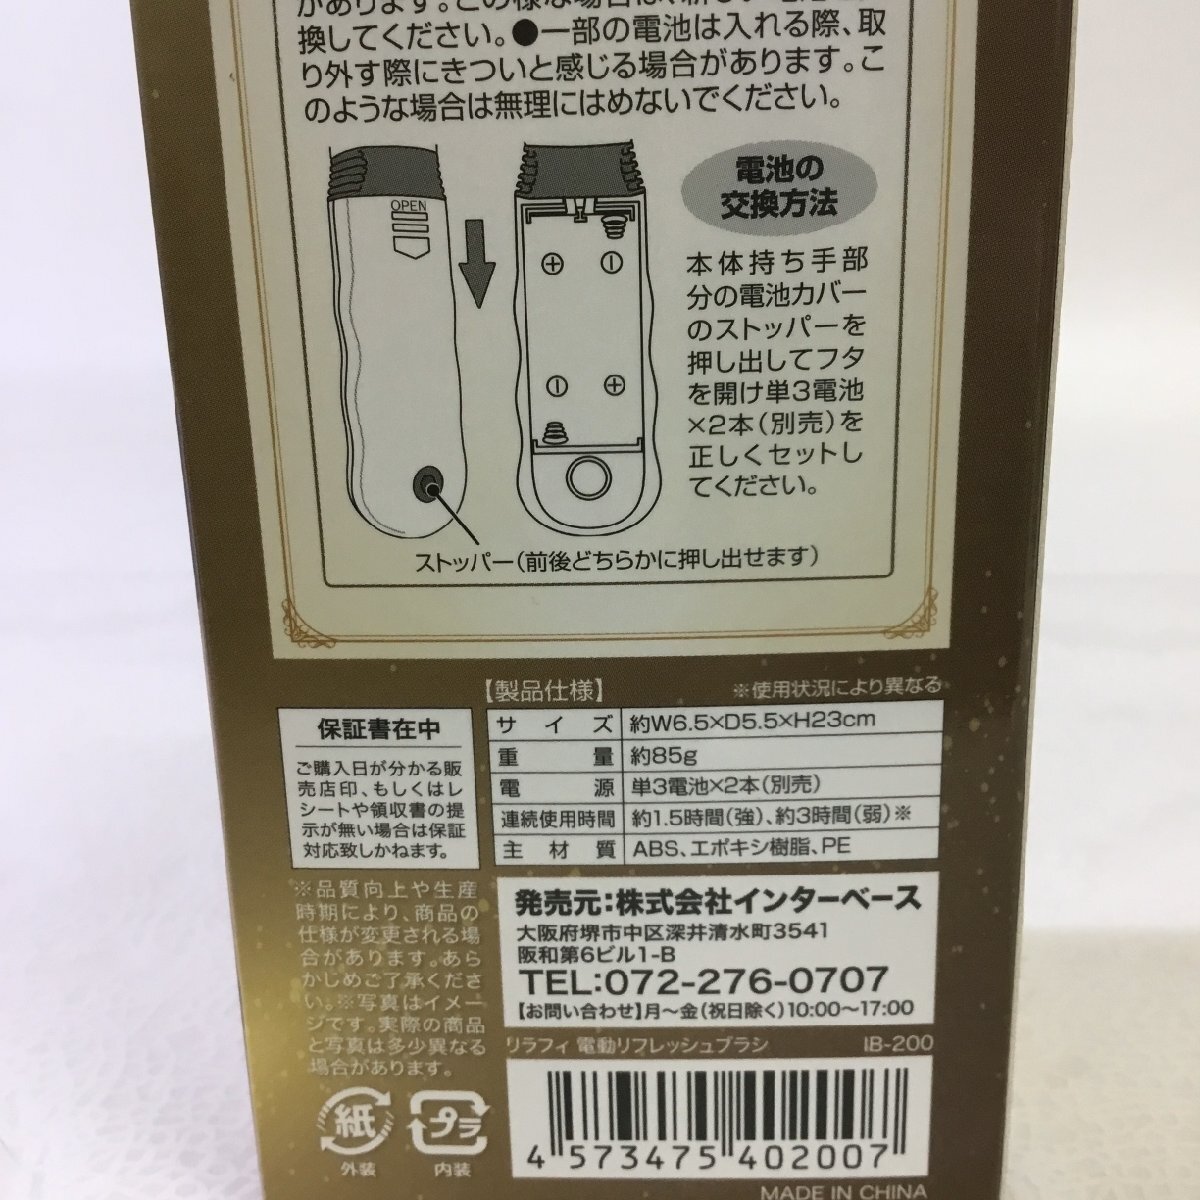 換してください。●一部の電池は入れる際、取
り外す際にきついと感じる場合があります。こ
のような場合は無理にはめないでください。
OPEN
電池の
交換方法
本体持ち手部
分の電池カバー
のストッパーを
押し出してフタ
を開け単3電池
×2本(別売)を
正しくセットし
てください。
ストッパー(前後どちらかに押し出せます)
【製品仕様】
※使用状況により異なる
サイズ 約W6.5×D5.5×H23cm
重量 約85g
電源 単3電池×2本(別売)
連続使用時間 約1.5時間(強)、約3時間(弱)※
主材質 ABS、エポキシ樹脂、PE
保証書在中
ご購入日が分かる販
売店印、もしくはレ
シートや領収書の提
示が無い場合は保証
対応致しかねます。
※品質向上や生産
時期により、商品の
仕様が変更される場
合があります。あら
かじめご了承くださ
い。※写真はイメー
ジです。実際の商品
と写真は多少異なる
場合があります。
発売元:株式会社インターベース
大阪府堺市中区深井清水町3541
阪和第6ビル1-B
TEL:072-276-0707
【お問い合わせ】月～金(祝日除く)10:00～17:00
リラフィ 電動リフレッシュブラシ IB-200
紙
外装
プラ
内装
4 573475 402007
MADE IN CHINA